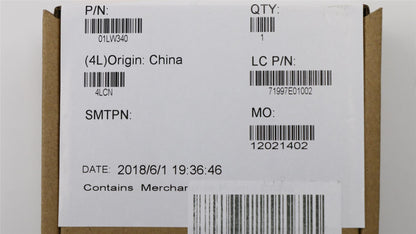 P/N: QTY:
01LW340 1
(4L)Origin: China LC P/N:
4LCN 71997E01002
SMTPN: MO:
12021402
DATE: 2018/6/1 19:36:46
Contains Merchan